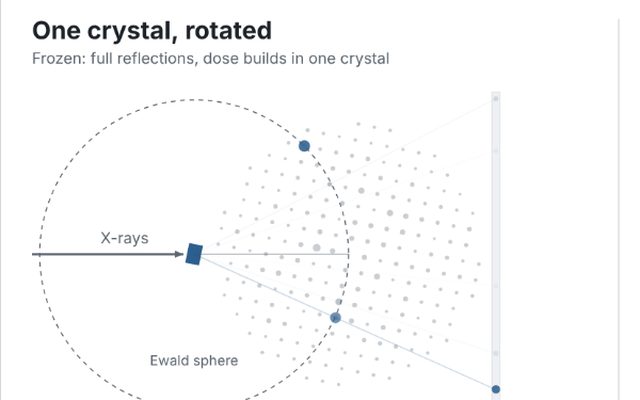 One crystal, rotated
Frozen: full reflections, dose builds in one crystal
X-rays
Ewald sphere